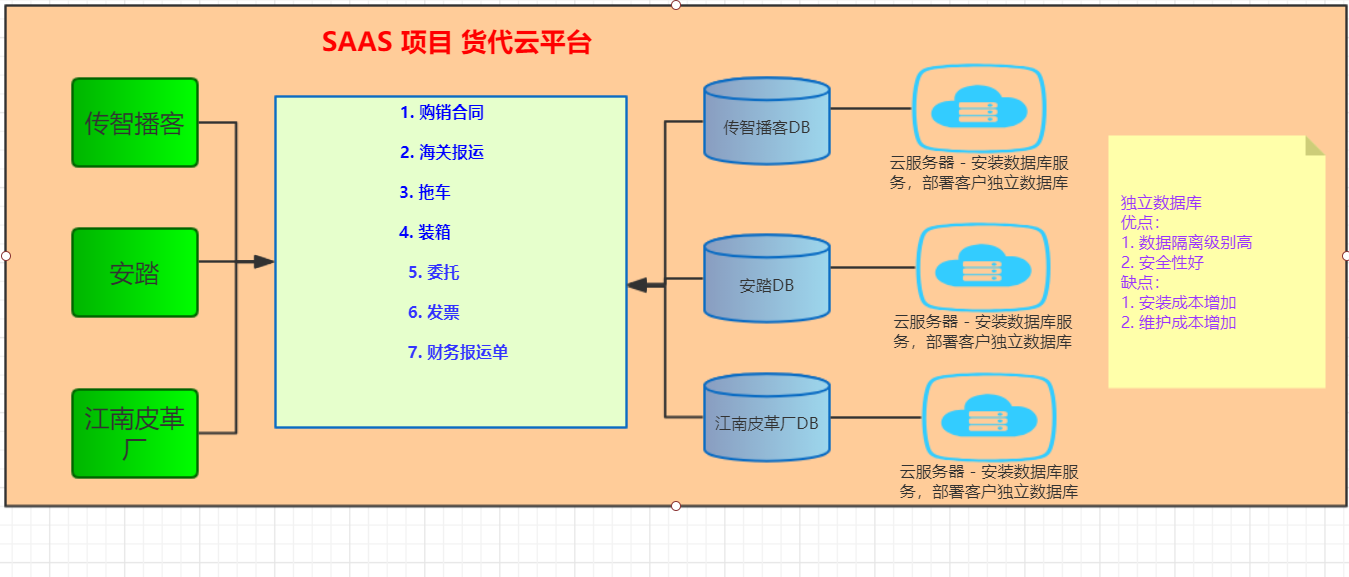 SAAS 项目 货代云平台
传智播客
安踏
江南皮革
厂
1. 购销合同
2. 海关报运
3. 拖车
4. 装箱
5. 委托
6. 发票
7. 财务报运单
传智播客DB
安踏DB
江南皮革厂DB
云服务器 - 安装数据库服
务，部署客户独立数据库
云服务器 - 安装数据库服
务，部署客户独立数据库
云服务器 - 安装数据库服
务，部署客户独立数据库
独立数据库
优点：
1. 数据隔离级别高
2. 安全性好
缺点：
1. 安装成本增加
2. 维护成本增加